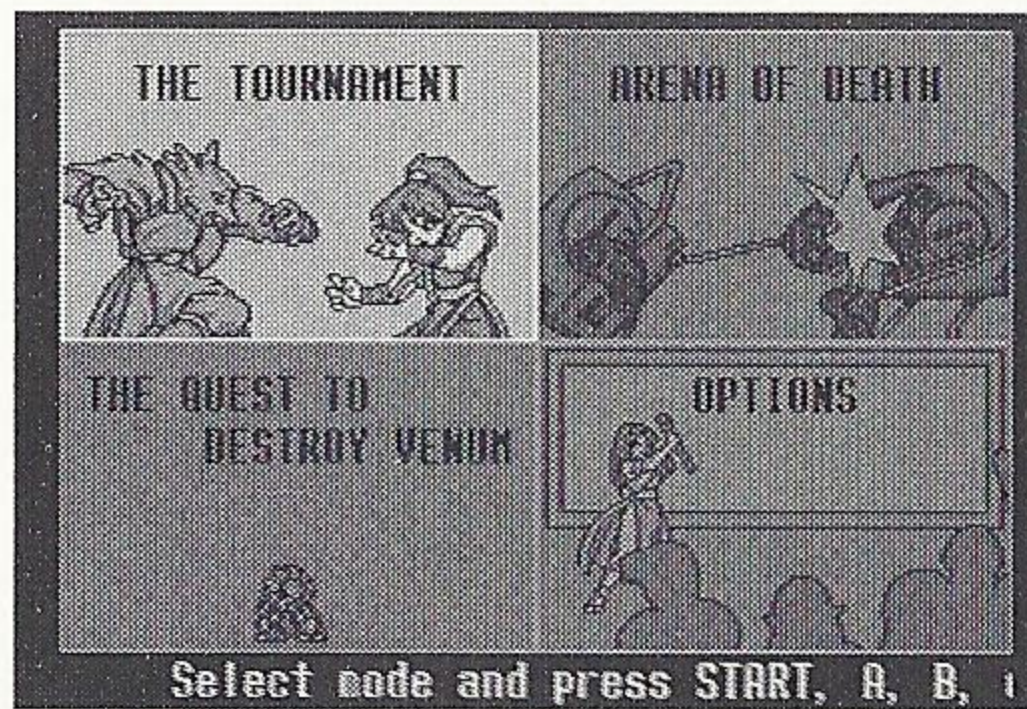 THE TOURNAMENT
ARENA OF DEATH
THE QUEST TO
DESTROY VENUM
OPTIONS
Select mode and press START, A, B,